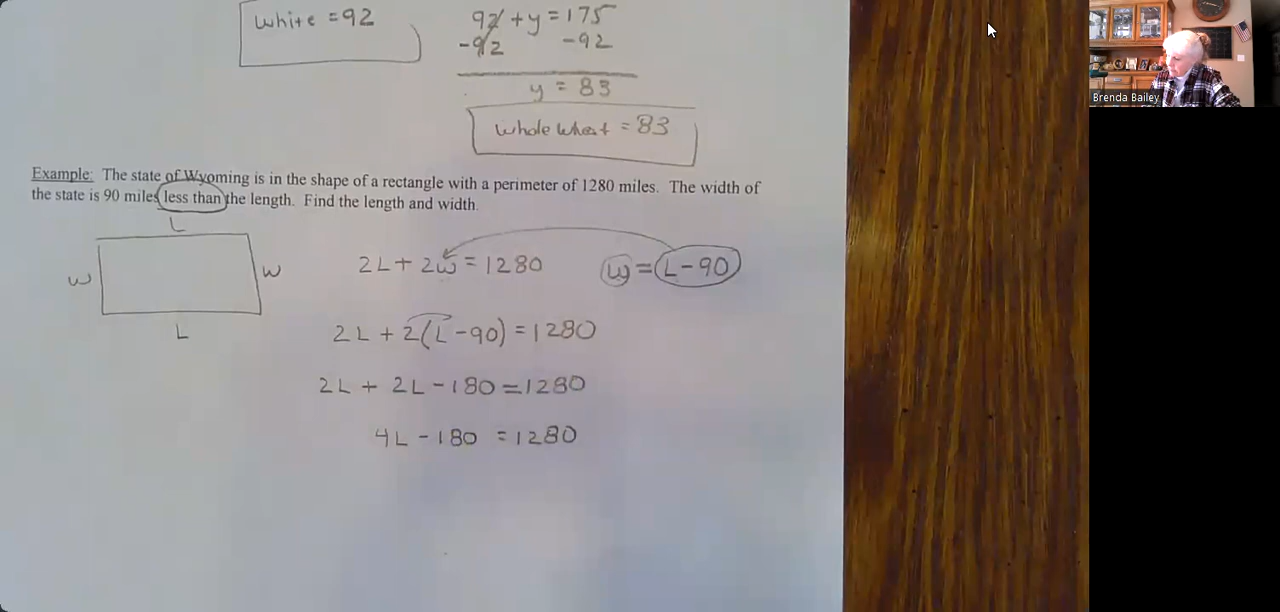 white = 92
92 + y = 175
-92 -92
y = 83
whole wheat = 83
Example: The state of Wyoming is in the shape of a rectangle with a perimeter of 1280 miles. The width of
the state is 90 miles less than the length. Find the length and width.
L
w
w
L
2L + 2w = 1280
w = L - 90
2L + 2(L - 90) = 1280
2L + 2L - 180 = 1280
4L - 180 = 1280
Brenda Bailey